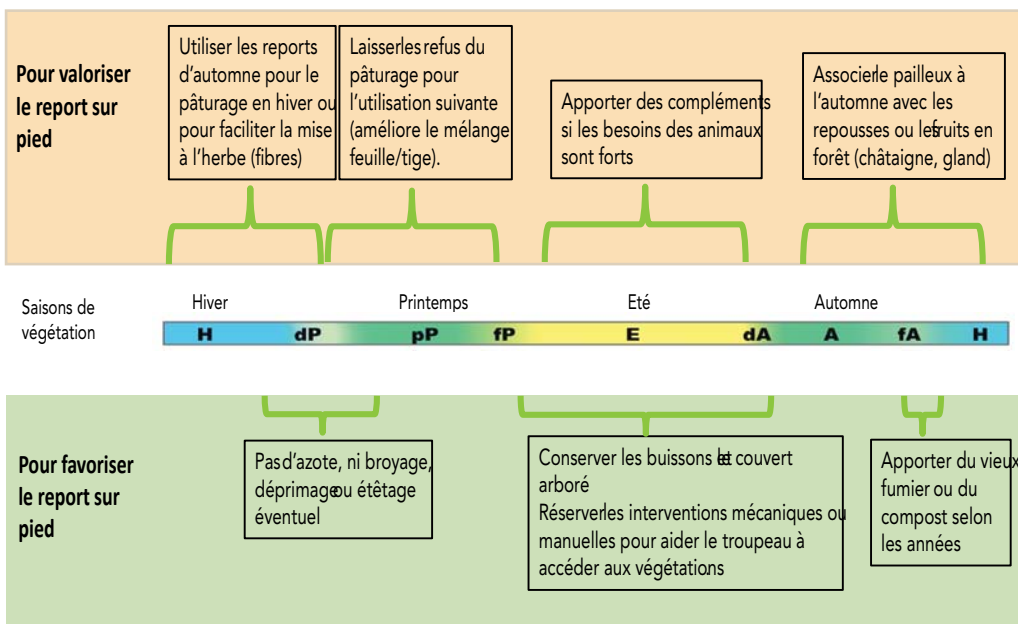 Pour valoriser
le report sur
pied
Utiliser les reports
d'automne pour le
pâturage en hiver ou
pour faciliter la mise
à l'herbe (fibres)
Laisserles refus du
pâturage pour
l'utilisation suivante
(améliore le mélange
feuille/tige).
Apporter des compléments
si les besoins des animaux
sont forts
Associerle pailleux à
l'automne avec les
repousses ou lesfruits en
forêt (châtaigne, gland)
Saisons de
végétation
Hiver
Printemps
Eté
Automne
H dP pP fP E dA A fA H
Pour favoriser
le report sur
pied
Pasd'azote, ni broyage,
déprimageou étêtage
éventuel
Conserver les buissons et couvert
arboré
Réserverles interventions mécaniques ou
manuelles pour aider le troupeau à
accéder aux végétations
Apporter du vieux
fumier ou du
compost selon
les années